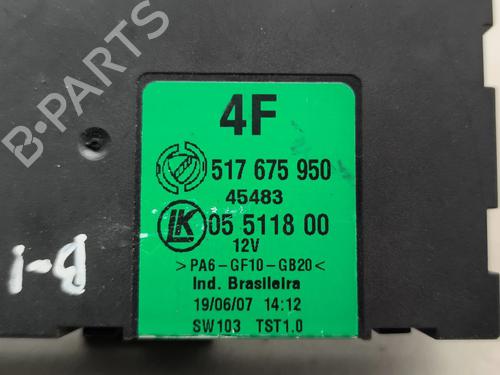 B-PARTS
4F
517 675 950
45483
LK 05 5118 00
12V
>PA6-GF10-GB20<
Ind. Brasileira
19/06/07 14:12
SW103 TST1.0
B-1